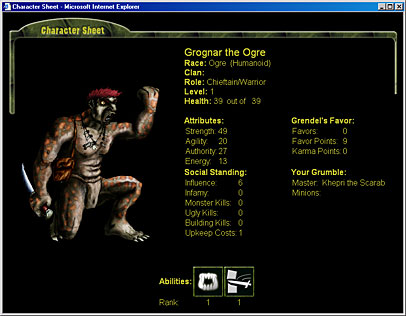 Character Sheet - Microsoft Internet Explorer
Character Sheet
Grognar the Ogre
Race: Ogre (Humanoid)
Clan:
Role: Chieftain/Warrior
Level: 1
Health: 39 out of 39
Attributes:
Strength: 49
Agility: 20
Authority: 27
Energy: 13
Grendel's Favor:
Favors: 0
Favor Points: 9
Karma Points: 0
Social Standing:
Influence: 6
Infamy: 0
Monster Kills: 0
Ugly Kills: 0
Building Kills: 0
Upkeep Costs: 1
Your Grumble:
Master: Khepri the Scarab
Minions:
Abilities:
Rank: 1 1